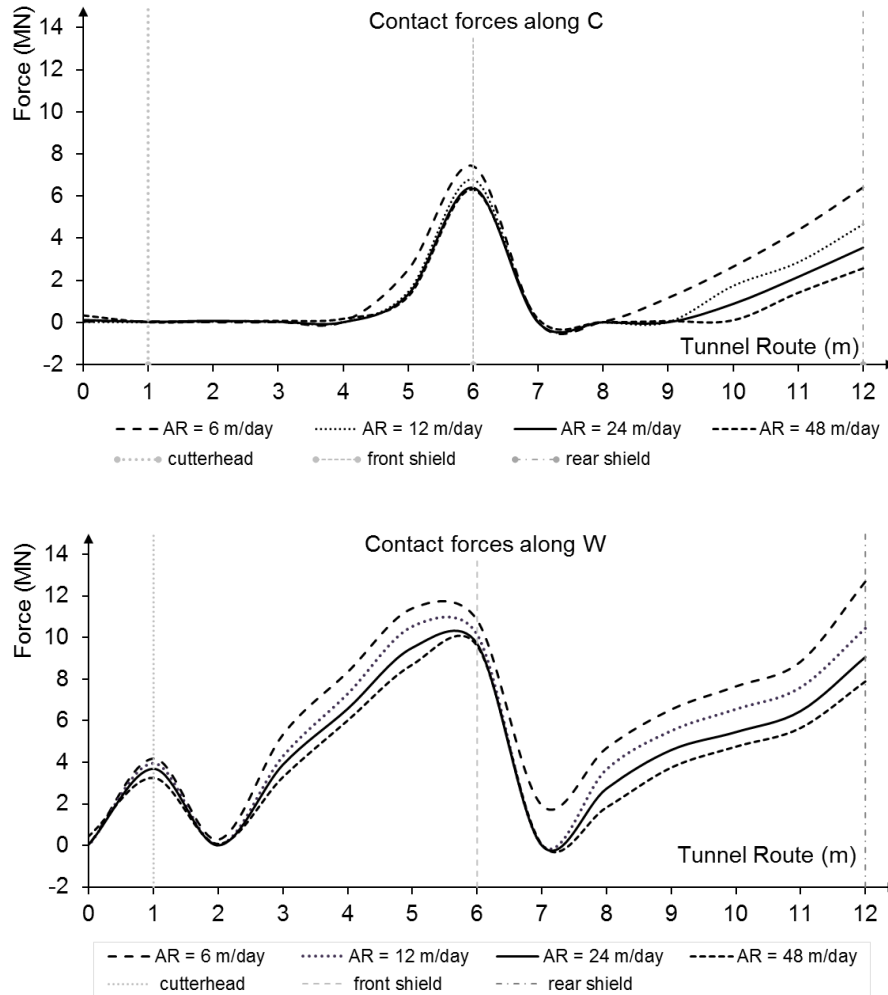 Contact forces along C
Force (MN)
14
12
10
8
6
4
2
0
-2
Tunnel Route (m)
0 1 2 3 4 5 6 7 8 9 10 11 12
AR = 6 m/day AR = 12 m/day AR = 24 m/day AR = 48 m/day
cutterhead front shield rear shield
Contact forces along W
Force (MN)
14
12
10
8
6
4
2
0
-2
Tunnel Route (m)
0 1 2 3 4 5 6 7 8 9 10 11 12
AR = 6 m/day AR = 12 m/day AR = 24 m/day AR = 48 m/day
cutterhead front shield rear shield